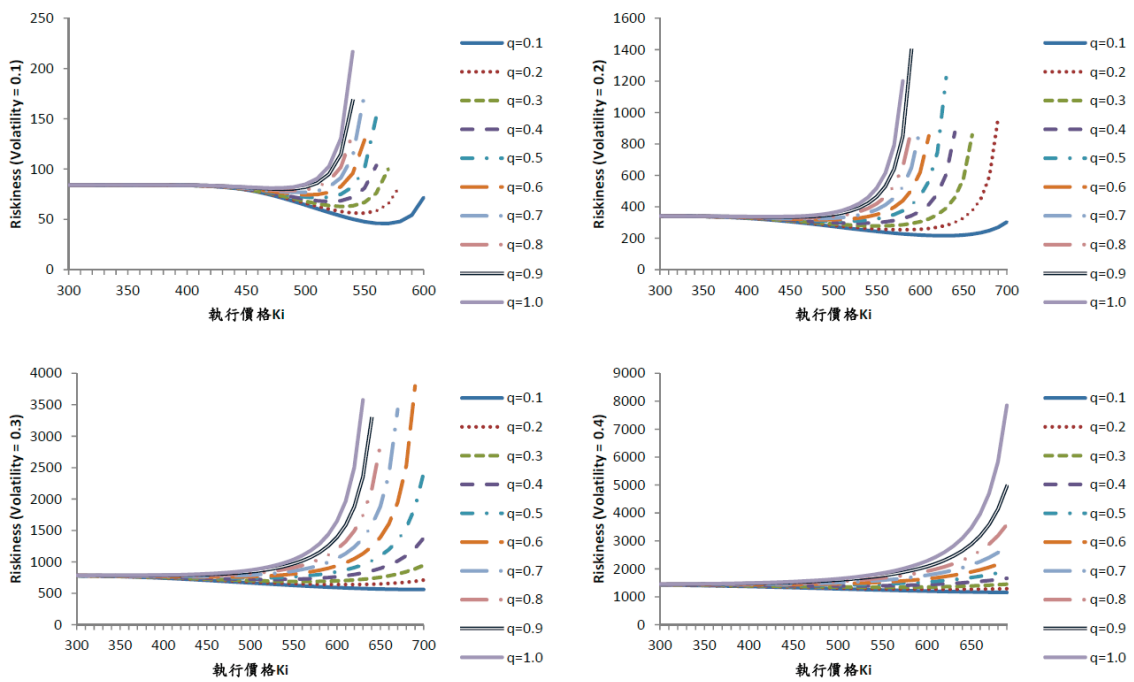 Riskiness (Volatility = 0.1)
250
200
150
100
50
0
300 350 400 450 500 550 600
執行價格Ki
q=0.1
q=0.2
q=0.3
q=0.4
q=0.5
q=0.6
q=0.7
q=0.8
q=0.9
q=1.0
Riskiness (Volatility = 0.2)
1600
1400
1200
1000
800
600
400
200
0
300 350 400 450 500 550 600 650 700
執行價格Ki
q=0.1
q=0.2
q=0.3
q=0.4
q=0.5
q=0.6
q=0.7
q=0.8
q=0.9
q=1.0
Riskiness (Volatility = 0.3)
4000
3500
3000
2500
2000
1500
1000
500
0
300 350 400 450 500 550 600 650 700
執行價格Ki
q=0.1
q=0.2
q=0.3
q=0.4
q=0.5
q=0.6
q=0.7
q=0.8
q=0.9
q=1.0
Riskiness (Volatility = 0.4)
9000
8000
7000
6000
5000
4000
3000
2000
1000
0
300 350 400 450 500 550 600 650
執行價格Ki
q=0.1
q=0.2
q=0.3
q=0.4
q=0.5
q=0.6
q=0.7
q=0.8
q=0.9
q=1.0